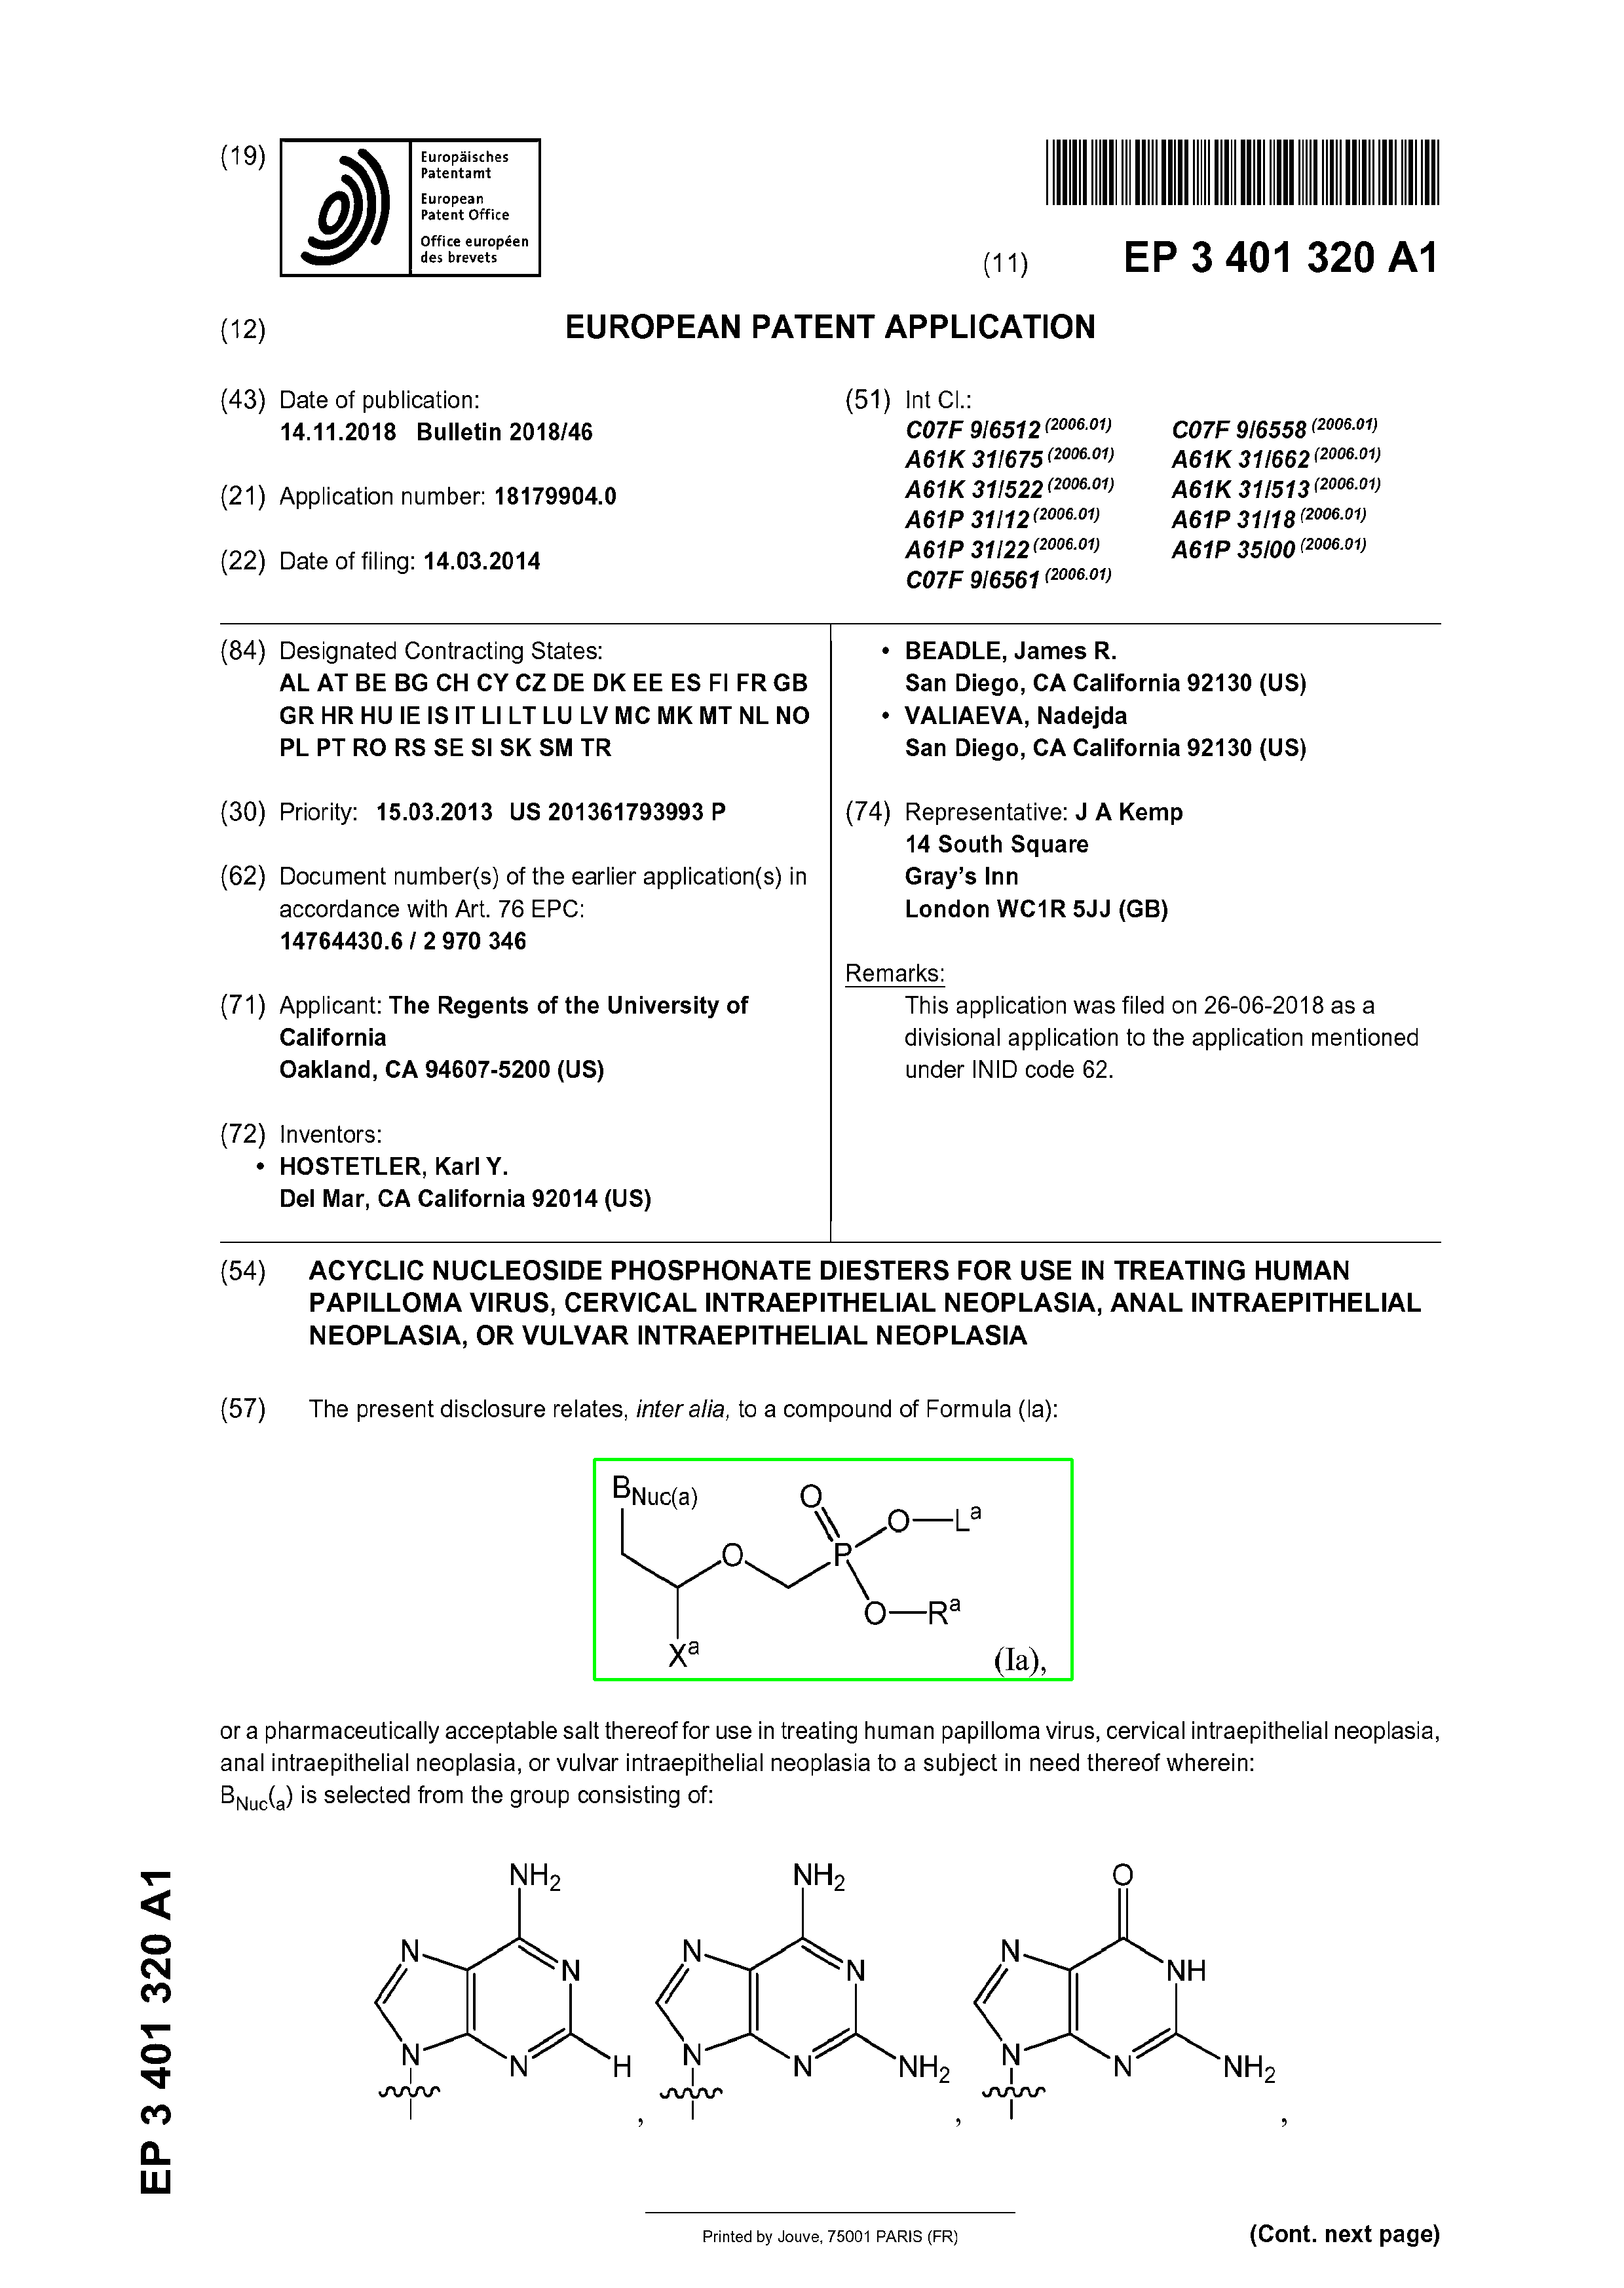 (19)
Europäisches
Patentamt
European
Patent Office
Office européen
des brevets
(11) EP 3 401 320 A1
(12) EUROPEAN PATENT APPLICATION
(43) Date of publication:
14.11.2018 Bulletin 2018/46
(21) Application number: 18179904.0
(22) Date of filing: 14.03.2014
(51) Int Cl.:
C07F 9/6512 (2006.01) C07F 9/6558 (2006.01)
A61K 31/675 (2006.01) A61K 31/662 (2006.01)
A61K 31/522 (2006.01) A61K 31/513 (2006.01)
A61P 31/12 (2006.01) A61P 31/18 (2006.01)
A61P 31/22 (2006.01) A61P 35/00 (2006.01)
C07F 9/6561 (2006.01)
(84) Designated Contracting States:
AL AT BE BG CH CY CZ DE DK EE ES FI FR GB
GR HR HU IE IS IT LI LT LU LV MC MK MT NL NO
PL PT RO RS SE SI SK SM TR
(30) Priority: 15.03.2013 US 201361793993 P
(62) Document number(s) of the earlier application(s) in
accordance with Art. 76 EPC:
14764430.6 / 2 970 346
(71) Applicant: The Regents of the University of
California
Oakland, CA 94607-5200 (US)
(72) Inventors:
• HOSTETLER, Karl Y.
Del Mar, CA California 92014 (US)
• BEADLE, James R.
San Diego, CA California 92130 (US)
• VALIAEVA, Nadejda
San Diego, CA California 92130 (US)
(74) Representative: J A Kemp
14 South Square
Gray's Inn
London WC1R 5JJ (GB)
Remarks:
This application was filed on 26-06-2018 as a
divisional application to the application mentioned
under INID code 62.
(54) ACYCLIC NUCLEOSIDE PHOSPHONATE DIESTERS FOR USE IN TREATING HUMAN
PAPILLOMA VIRUS, CERVICAL INTRAEPITHELIAL NEOPLASIA, ANAL INTRAEPITHELIAL
NEOPLASIA, OR VULVAR INTRAEPITHELIAL NEOPLASIA
(57) The present disclosure relates, inter alia, to a compound of Formula (Ia):
BNuc(a) O
O La
O P
O Ra
Xa (Ia),
or a pharmaceutically acceptable salt thereof for use in treating human papilloma virus, cervical intraepithelial neoplasia,
anal intraepithelial neoplasia, or vulvar intraepithelial neoplasia to a subject in need thereof wherein:
BNuc(a) is selected from the group consisting of:
NH2 NH2 O
N N N
N N NH
N N H N N NH2 N N NH2
, , ,
EP 3 401 320 A1
Printed by Jouve, 75001 PARIS (FR)
(Cont. next page)